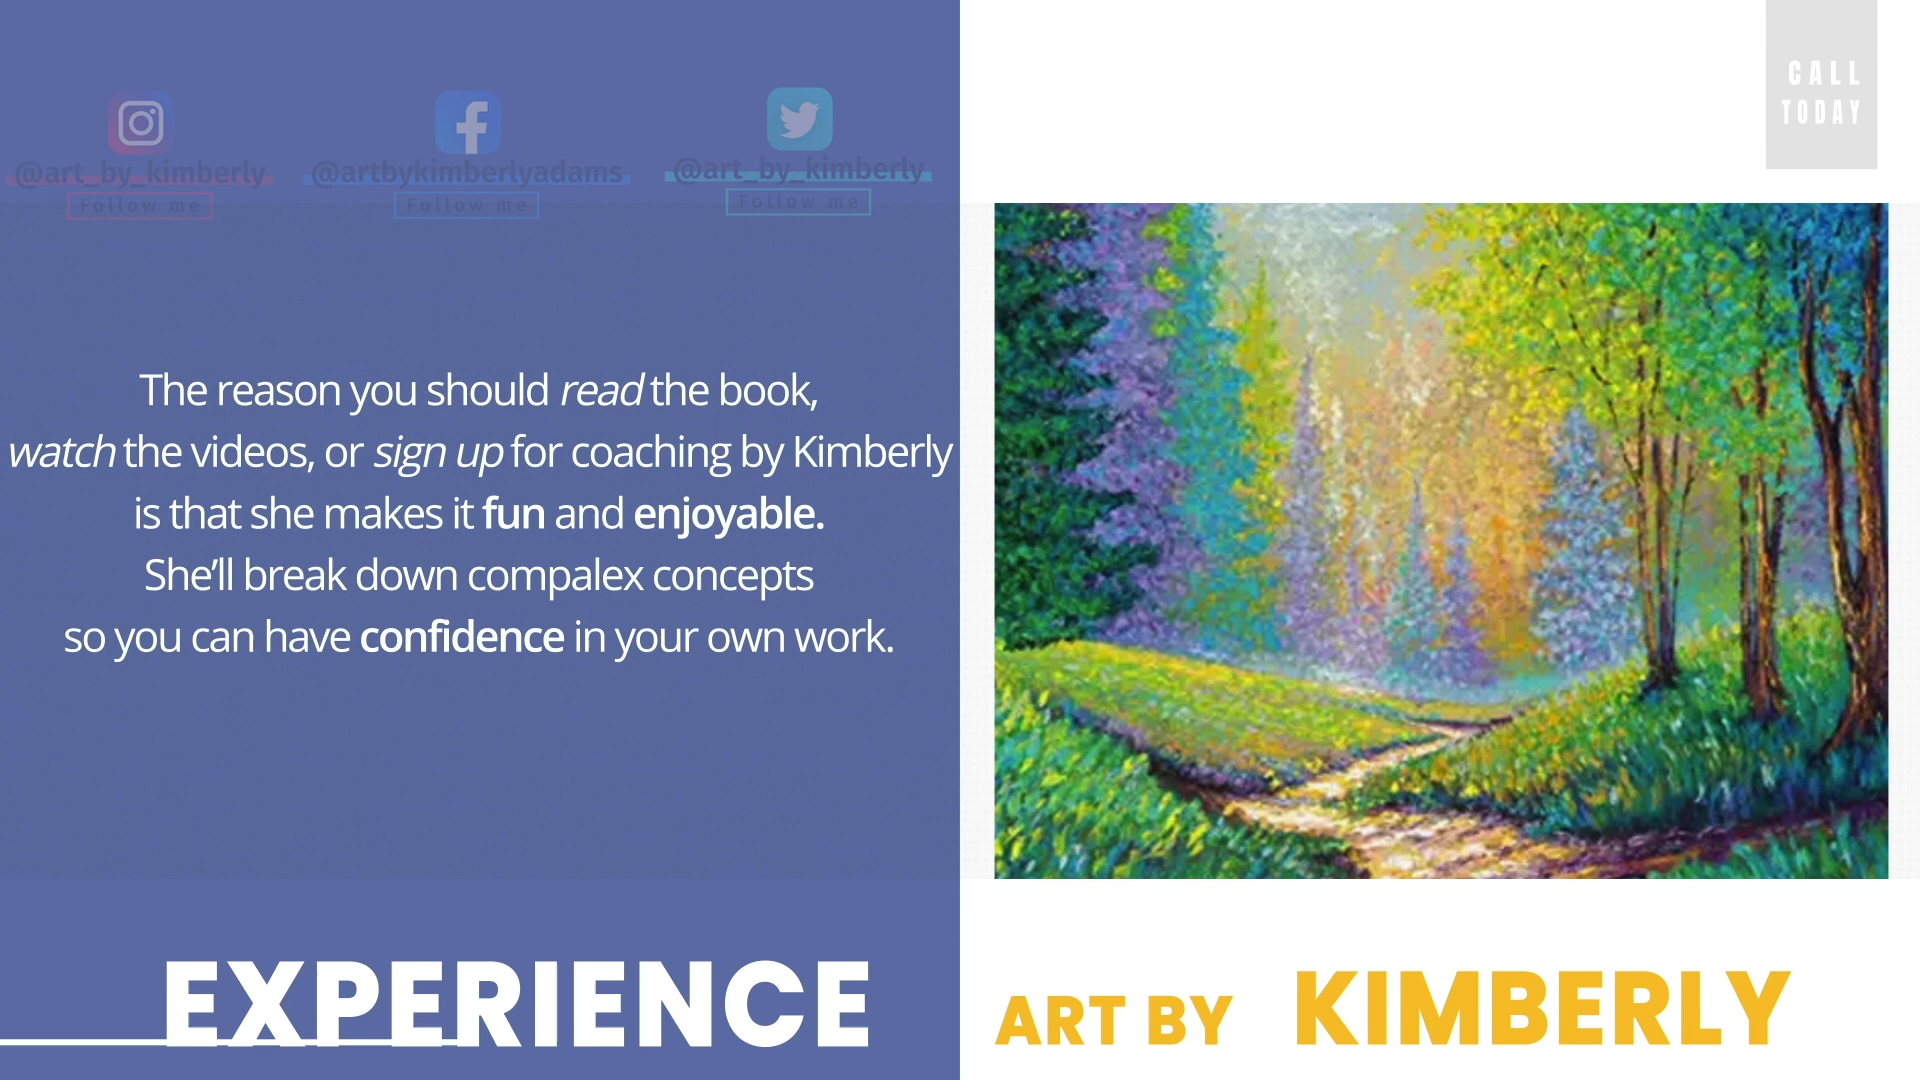 CALL
TODAY
@art_by_kimberly
Follow me
@artbykimberlyadams
Follow me
@art_by_kimberly
Follow me
The reason you should read the book,
watch the videos, or sign up for coaching by Kimberly
is that she makes it fun and enjoyable.
She’ll break down compalex concepts
so you can have confidence in your own work.
EXPERIENCE
ART BY KIMBERLY